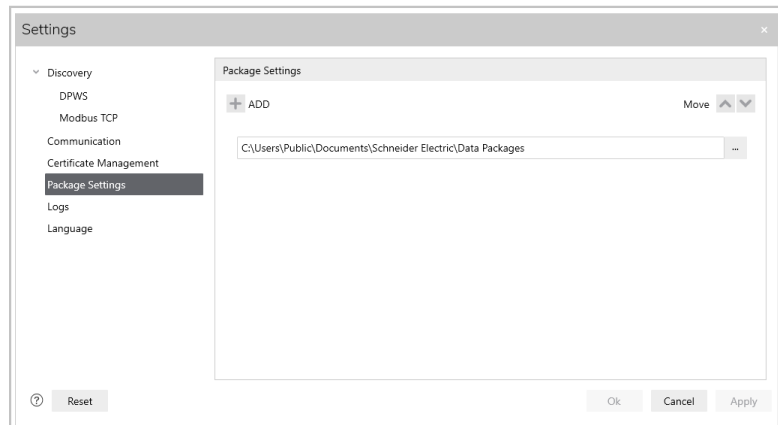 Settings
Discovery
DPWS
Modbus TCP
Communication
Certificate Management
Package Settings
Logs
Language
Package Settings
ADD
Move
C:\Users\Public\Documents\Schneider Electric\Data Packages
...
? Reset
Ok Cancel Apply